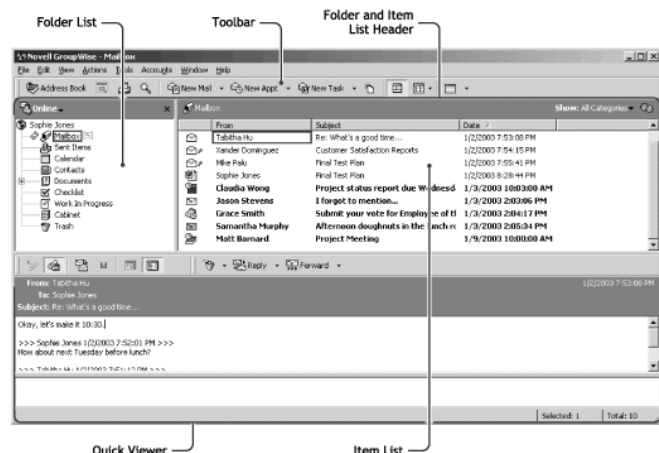 Folder List
Toolbar
Folder and Item
List Header
Novell GroupWise - Mailbox
File Edit View Actions Tools Accounts Window Help
Address Book New Mail New Appt New Task
Online
Mailbox Show: All Categories
Sophie Jones
Mailbox [5]
Sent Items
Calendar
Contacts
Documents
Checklist
Work In Progress
Cabinet
Trash
From Subject Date
Tabitha Hu Re: What's a good time... 1/2/2003 7:53:08 PM
Xander Dominguez Customer Satisfaction Reports 1/2/2003 7:54:15 PM
Mike Palu Final Test Plan 1/2/2003 7:55:41 PM
Sophie Jones Final Test Plan 1/2/2003 8:28:44 PM
Claudia Wong Project status report due Wednesd 1/3/2003 10:03:00 AM
Jason Stevens I forgot to mention... 1/3/2003 2:03:06 PM
Grace Smith Submit your vote for Employee of tl 1/3/2003 2:04:17 PM
Samantha Murphy Afternoon doughnuts in the lunch ro 1/3/2003 2:05:34 PM
Matt Barnard Project Meeting 1/9/2003 10:00:00 AM
Reply Forward
From: Tabitha Hu 1/2/2003 7:53:08 PM
To: Sophie Jones
Subject: Re: What's a good time...
Okay, let's make it 10:30.
>>> Sophie Jones 1/2/2003 7:52:01 PM >>>
How about next Tuesday before lunch?
>>> Tabitha Hu 1/2/2003 7:51:12 PM >>>
Selected: 1 Total: 10
Quick Viewer
Item List